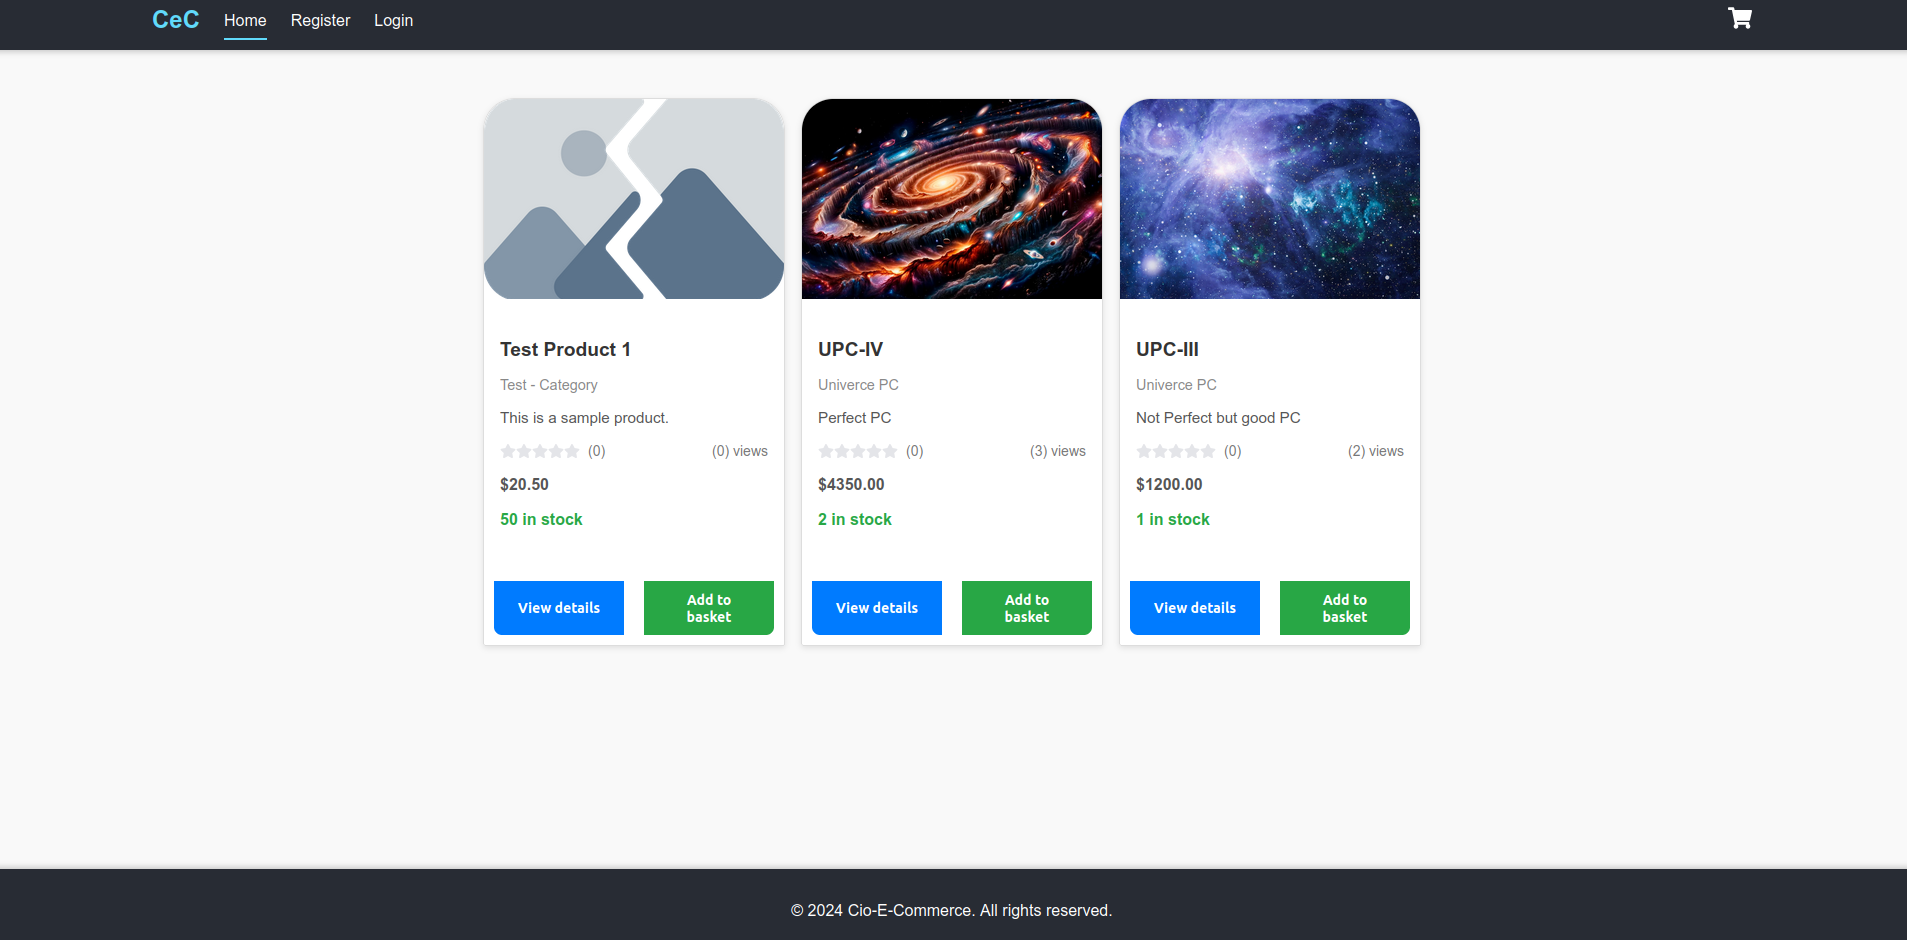 CeC Home Register Login
Test Product 1
Test - Category
This is a sample product.
(0) (0) views
$20.50
50 in stock
View details
Add to
basket
UPC-IV
Univerce PC
Perfect PC
(0) (3) views
$4350.00
2 in stock
View details
Add to
basket
UPC-III
Univerce PC
Not Perfect but good PC
(0) (2) views
$1200.00
1 in stock
View details
Add to
basket
© 2024 Cio-E-Commerce. All rights reserved.